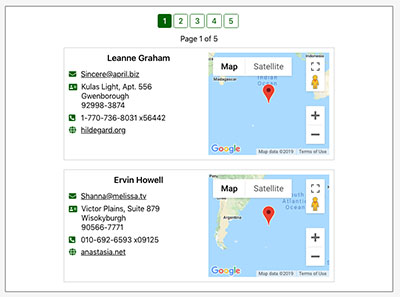 1 2 3 4 5
Page 1 of 5
Leanne Graham
Sincere@april.biz
Kulas Light, Apt. 556
Gwenborough
92998-3874
1-770-736-8031 x56442
hildegard.org
Map Satellite
Indonesia
Madagascar
Indian
Ocean
+
−
Google
Map data ©2019 Terms of Use
Ervin Howell
Shanna@melissa.tv
Victor Plains, Suite 879
Wisokyburgh
90566-7771
010-692-6593 x09125
anastasia.net
Map Satellite
South
Atlantic
Ocean
Argentina
+
−
Google
Map data ©2019 Terms of Use